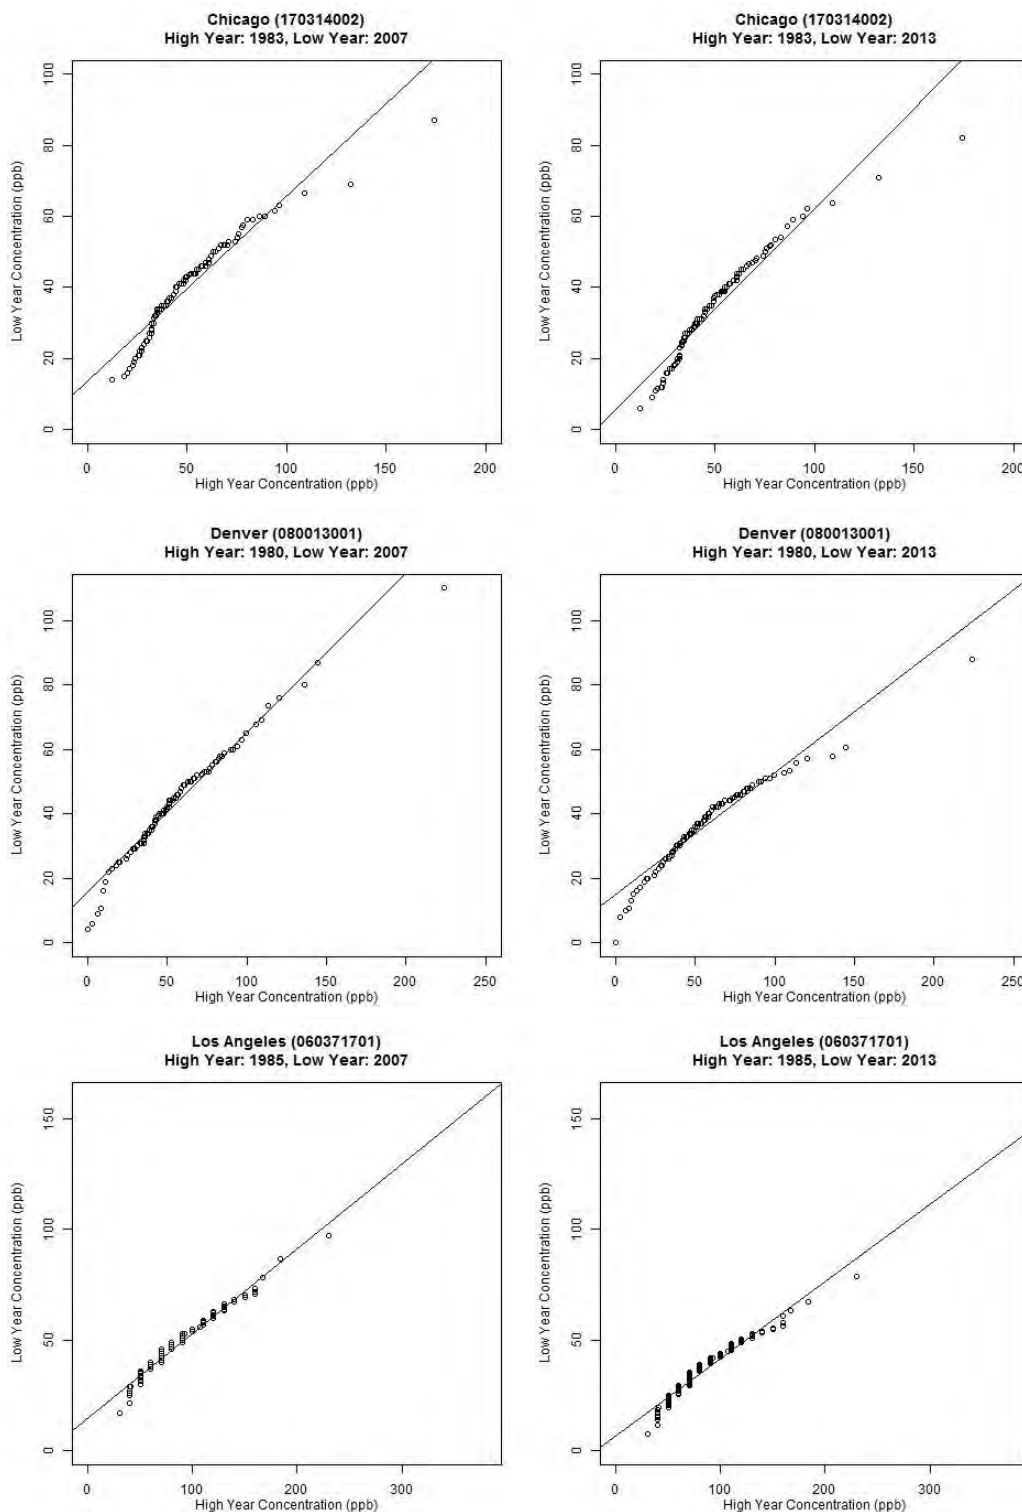 Chicago (170314002)
High Year: 1983, Low Year: 2007
Low Year Concentration (ppb)
0 20 40 60 80 100
0 50 100 150 200
High Year Concentration (ppb)
Chicago (170314002)
High Year: 1983, Low Year: 2013
Low Year Concentration (ppb)
0 20 40 60 80 100
0 50 100 150 200
High Year Concentration (ppb)
Denver (080013001)
High Year: 1980, Low Year: 2007
Low Year Concentration (ppb)
0 20 40 60 80 100
0 50 100 150 200 250
High Year Concentration (ppb)
Denver (080013001)
High Year: 1980, Low Year: 2013
Low Year Concentration (ppb)
0 20 40 60 80 100
0 50 100 150 200 250
High Year Concentration (ppb)
Los Angeles (060371701)
High Year: 1985, Low Year: 2007
Low Year Concentration (ppb)
0 50 100 150
0 100 200 300
High Year Concentration (ppb)
Los Angeles (060371701)
High Year: 1985, Low Year: 2013
Low Year Concentration (ppb)
0 50 100 150
0 100 200 300
High Year Concentration (ppb)